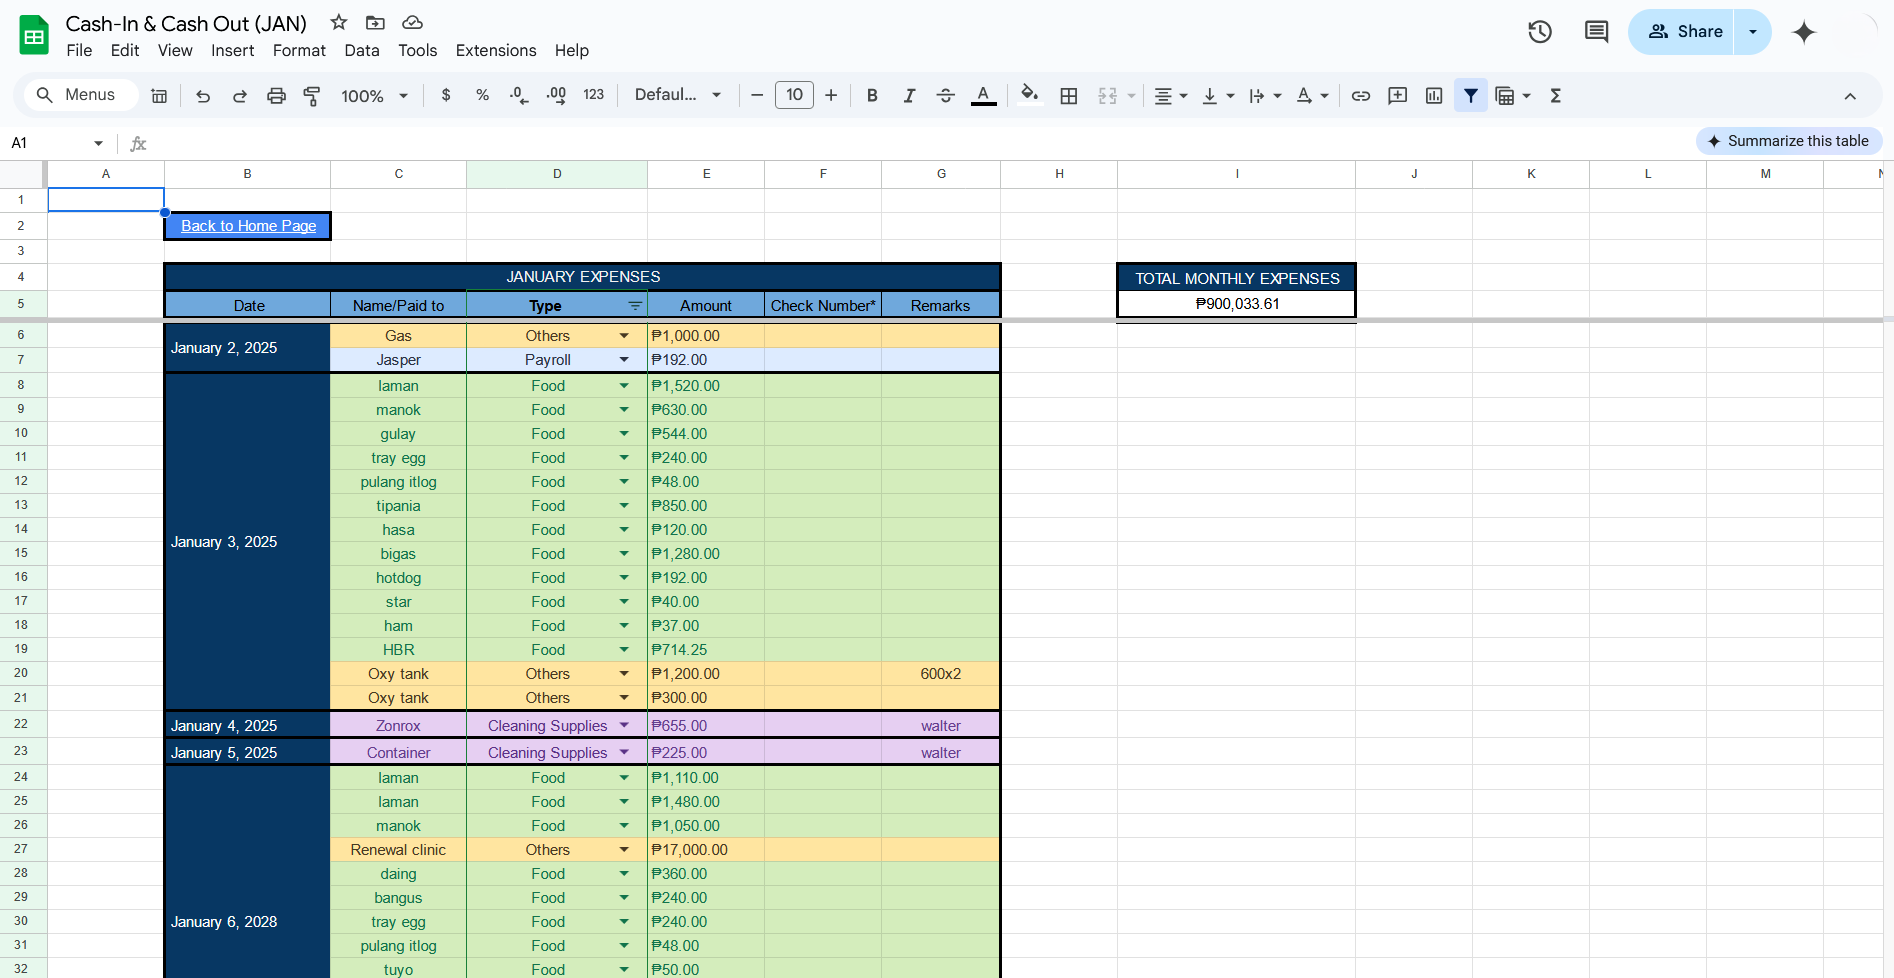 Cash-In & Cash Out (JAN)
File Edit View Insert Format Data Tools Extensions Help
Share
Menus 100% $ % .0 .00 123 Defaul... 10 B I A A Σ
A1 fx
Summarize this table
A B C D E F G H I J K L M
1
2 Back to Home Page
3
4 JANUARY EXPENSES TOTAL MONTHLY EXPENSES
5 Date Name/Paid to Type Amount Check Number* Remarks ₱900,033.61
6 Gas Others ₱1,000.00
January 2, 2025
7 Jasper Payroll ₱192.00
8 laman Food ₱1,520.00
9 manok Food ₱630.00
10 gulay Food ₱544.00
11 tray egg Food ₱240.00
12 pulang itlog Food ₱48.00
13 tipania Food ₱850.00
14 hasa Food ₱120.00
January 3, 2025
15 bigas Food ₱1,280.00
16 hotdog Food ₱192.00
17 star Food ₱40.00
18 ham Food ₱37.00
19 HBR Food ₱714.25
20 Oxy tank Others ₱1,200.00 600x2
21 Oxy tank Others ₱300.00
22 January 4, 2025 Zonrox Cleaning Supplies ₱655.00 walter
23 January 5, 2025 Container Cleaning Supplies ₱225.00 walter
24 laman Food ₱1,110.00
25 laman Food ₱1,480.00
26 manok Food ₱1,050.00
27 Renewal clinic Others ₱17,000.00
28 daing Food ₱360.00
29 bangus Food ₱240.00
30 January 6, 2028 tray egg Food ₱240.00
31 pulang itlog Food ₱48.00
32 tuyo Food ₱50.00